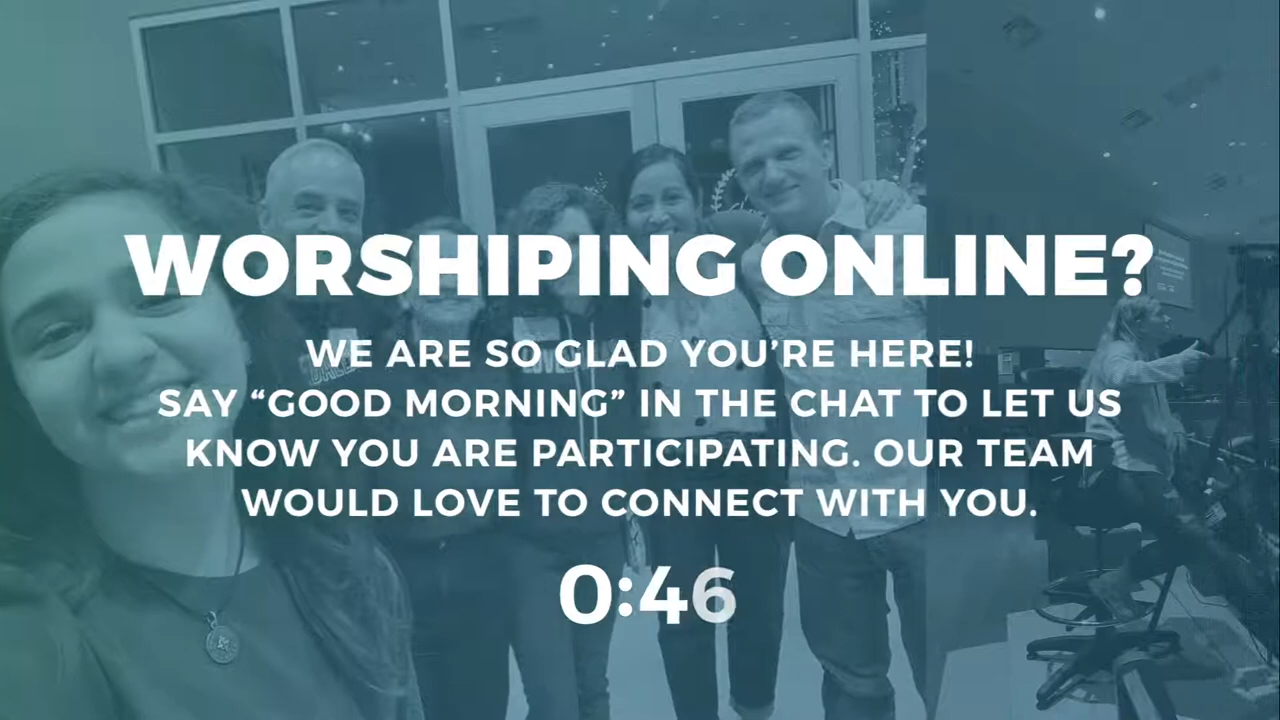 WORSHIPING ONLINE?
WE ARE SO GLAD YOU’RE HERE!
SAY “GOOD MORNING” IN THE CHAT TO LET US
KNOW YOU ARE PARTICIPATING. OUR TEAM
WOULD LOVE TO CONNECT WITH YOU.
0:46